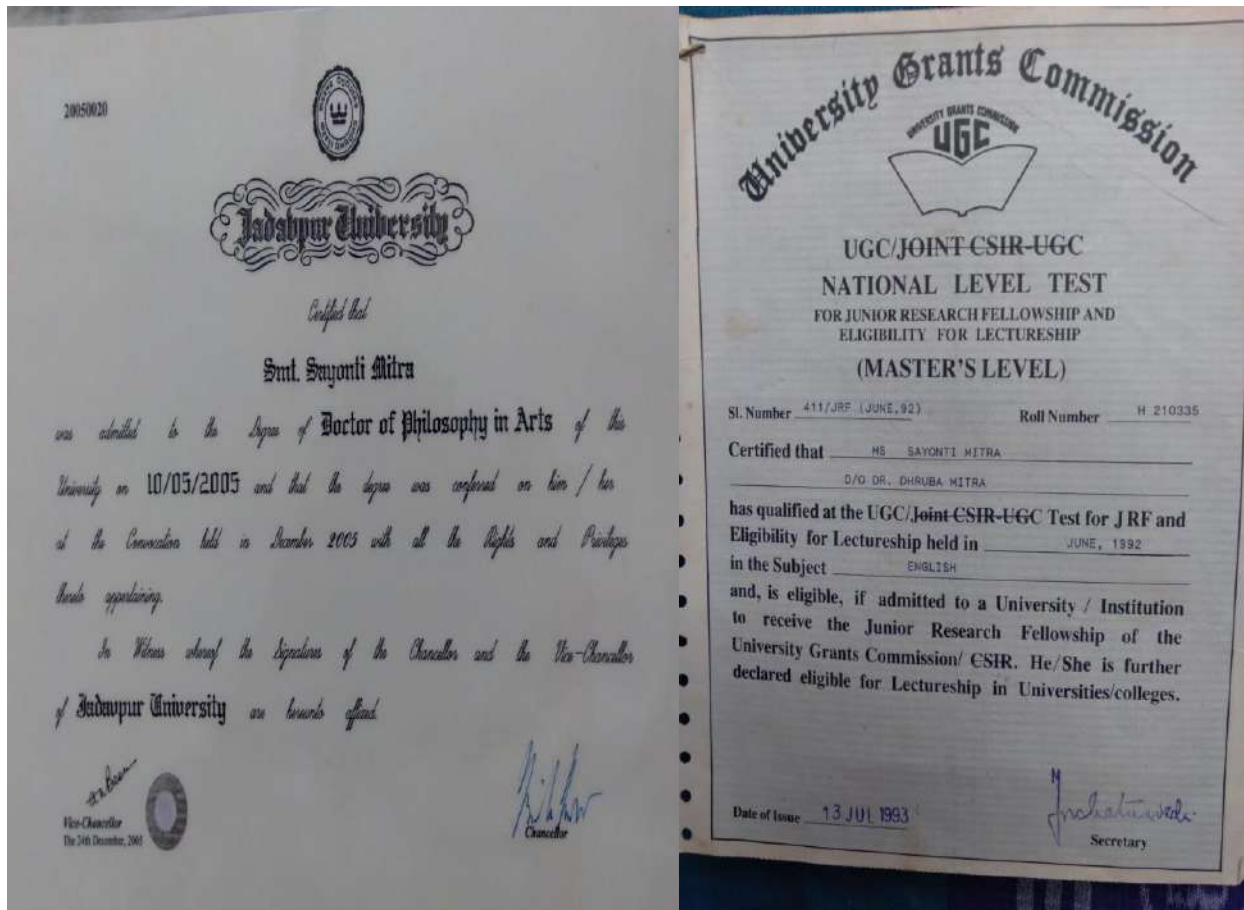 20050020
Jadavpur University
Certified that
Smt. Sayonti Mitra
was admitted to the Degree of Doctor of Philosophy in Arts of this
University on 10/05/2005 and that the degree was conferred on him / her
at the Convocation held in December 2005 with all the Rights and Privileges
thereto appertaining.
In Witness whereof the Signatures of the Chancellor and the Vice-Chancellor
of Jadavpur University are hereunto affixed.
Vice-Chancellor
The 24th December, 2005
Chancellor
University Grants Commission
UNIVERSITY GRANTS COMMISSION
UGC
UGC/JOINT CSIR-UGC
NATIONAL LEVEL TEST
FOR JUNIOR RESEARCH FELLOWSHIP AND
ELIGIBILITY FOR LECTURESHIP
(MASTER'S LEVEL)
Sl. Number 411/JRF (JUNE,92) Roll Number H 210335
Certified that MS SAYONTI MITRA
D/O DR. DHRUBA MITRA
has qualified at the UGC/Joint CSIR-UGC Test for JRF and
Eligibility for Lectureship held in JUNE, 1992
in the Subject ENGLISH
and, is eligible, if admitted to a University / Institution
to receive the Junior Research Fellowship of the
University Grants Commission/ CSIR. He/She is further
declared eligible for Lectureship in Universities/colleges.
Date of Issue 13 JUL 1993
Secretary